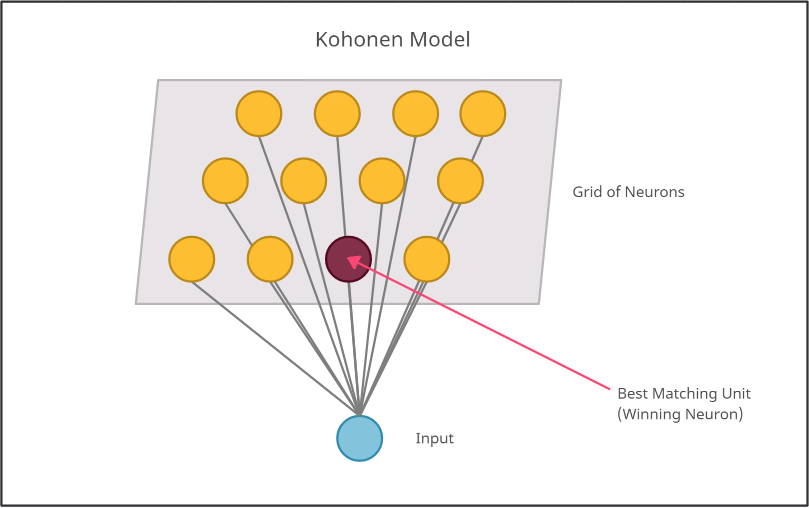 Kohonen Model
Grid of Neurons
Best Matching Unit
(Winning Neuron)
Input